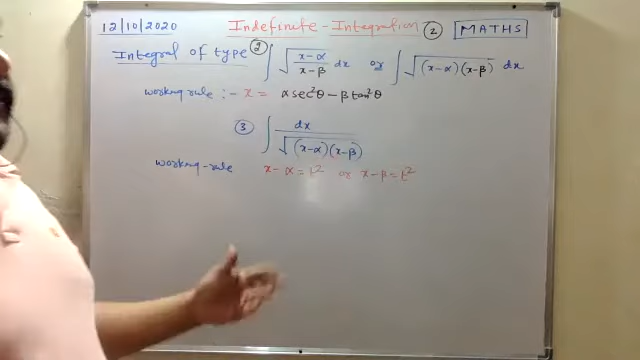 12/10/2020 Indefinite - Integration ② MATHS
Integral of type ② ∫ √((x-α)/(x-β)) dx or ∫ √((x-α)(x-β)) dx
working rule :- x = α sec²θ - β tan²θ
③ ∫ dx/√((x-α)(x-β))
working-rule x-α = t² or x-β = t²